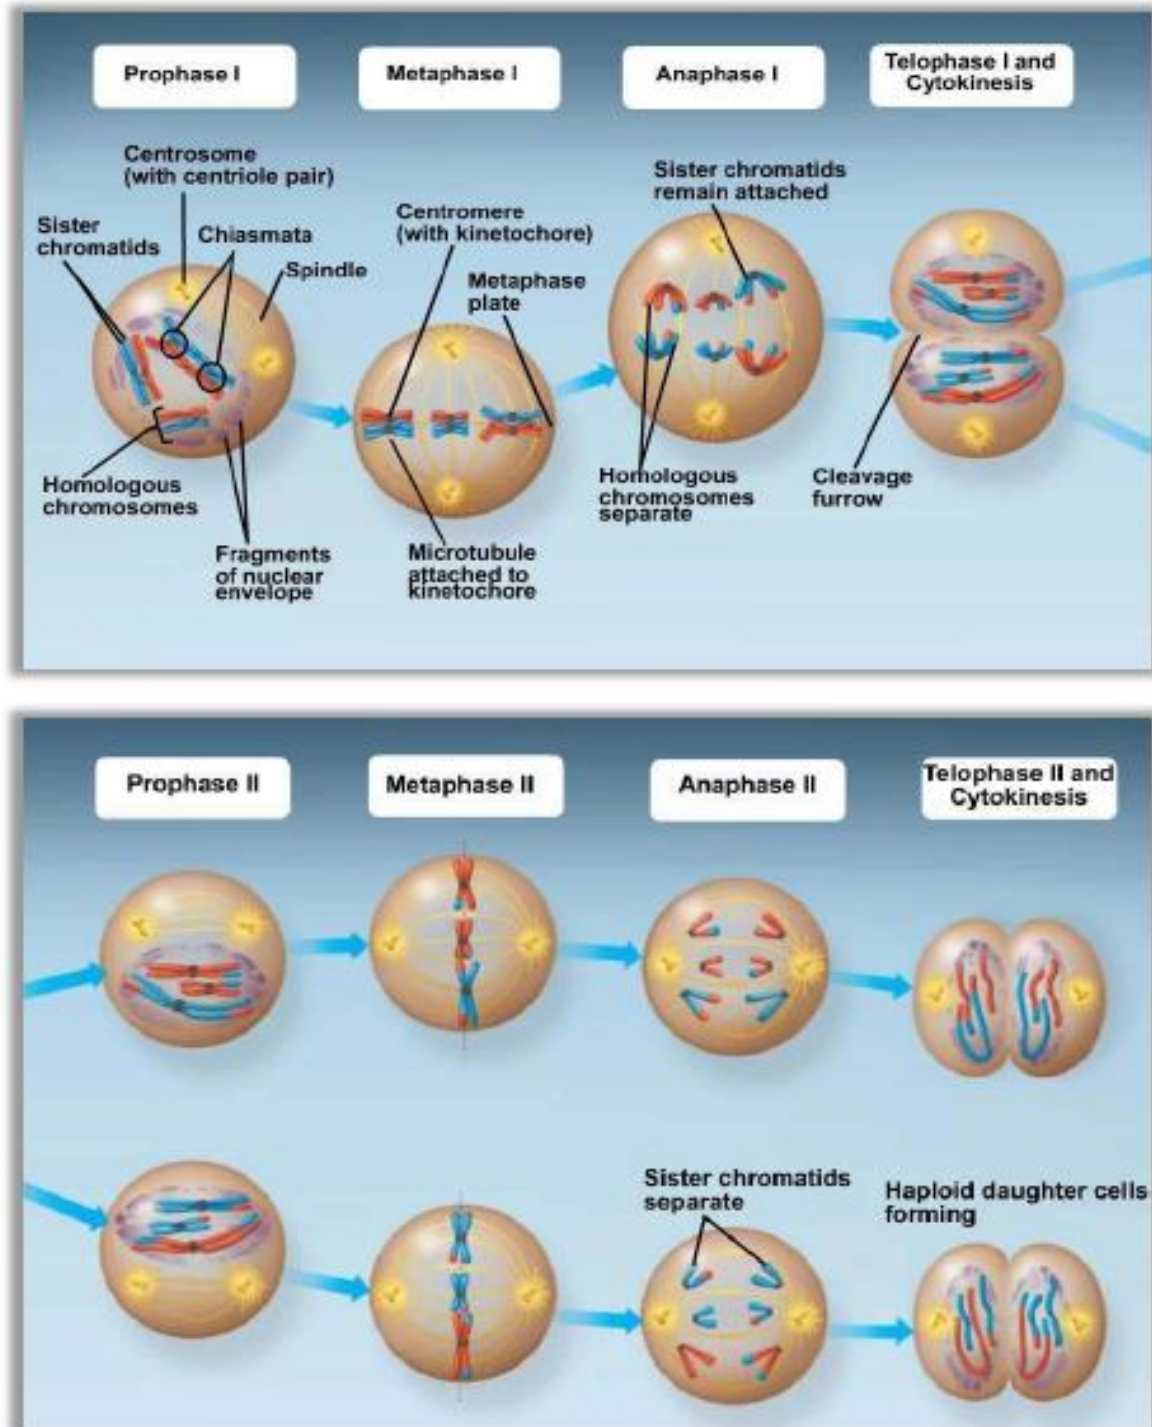 Prophase I
Metaphase I
Anaphase I
Telophase I and
Cytokinesis
Centrosome
(with centriole pair)
Sister
chromatids
Chiasmata
Spindle
Centromere
(with kinetochore)
Metaphase
plate
Sister chromatids
remain attached
Homologous
chromosomes
Fragments
of nuclear
envelope
Microtubule
attached to
kinetochore
Homologous
chromosomes
separate
Cleavage
furrow
Prophase II
Metaphase II
Anaphase II
Telophase II and
Cytokinesis
Sister chromatids
separate
Haploid daughter cells
forming